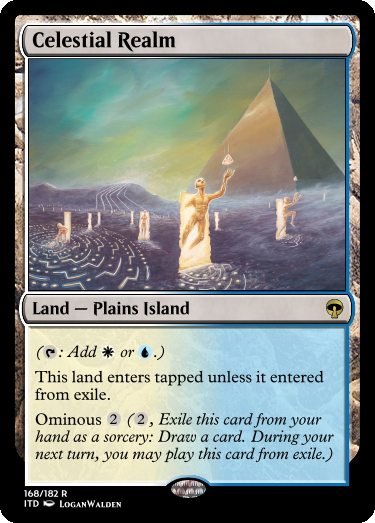 Celestial Realm
Land — Plains Island
(: Add or .)
This land enters tapped unless it entered
from exile.
Ominous 2 (2, Exile this card from your
hand as a sorcery: Draw a card. During your
next turn, you may play this card from exile.)
168/182 R
ITD LoganWalden